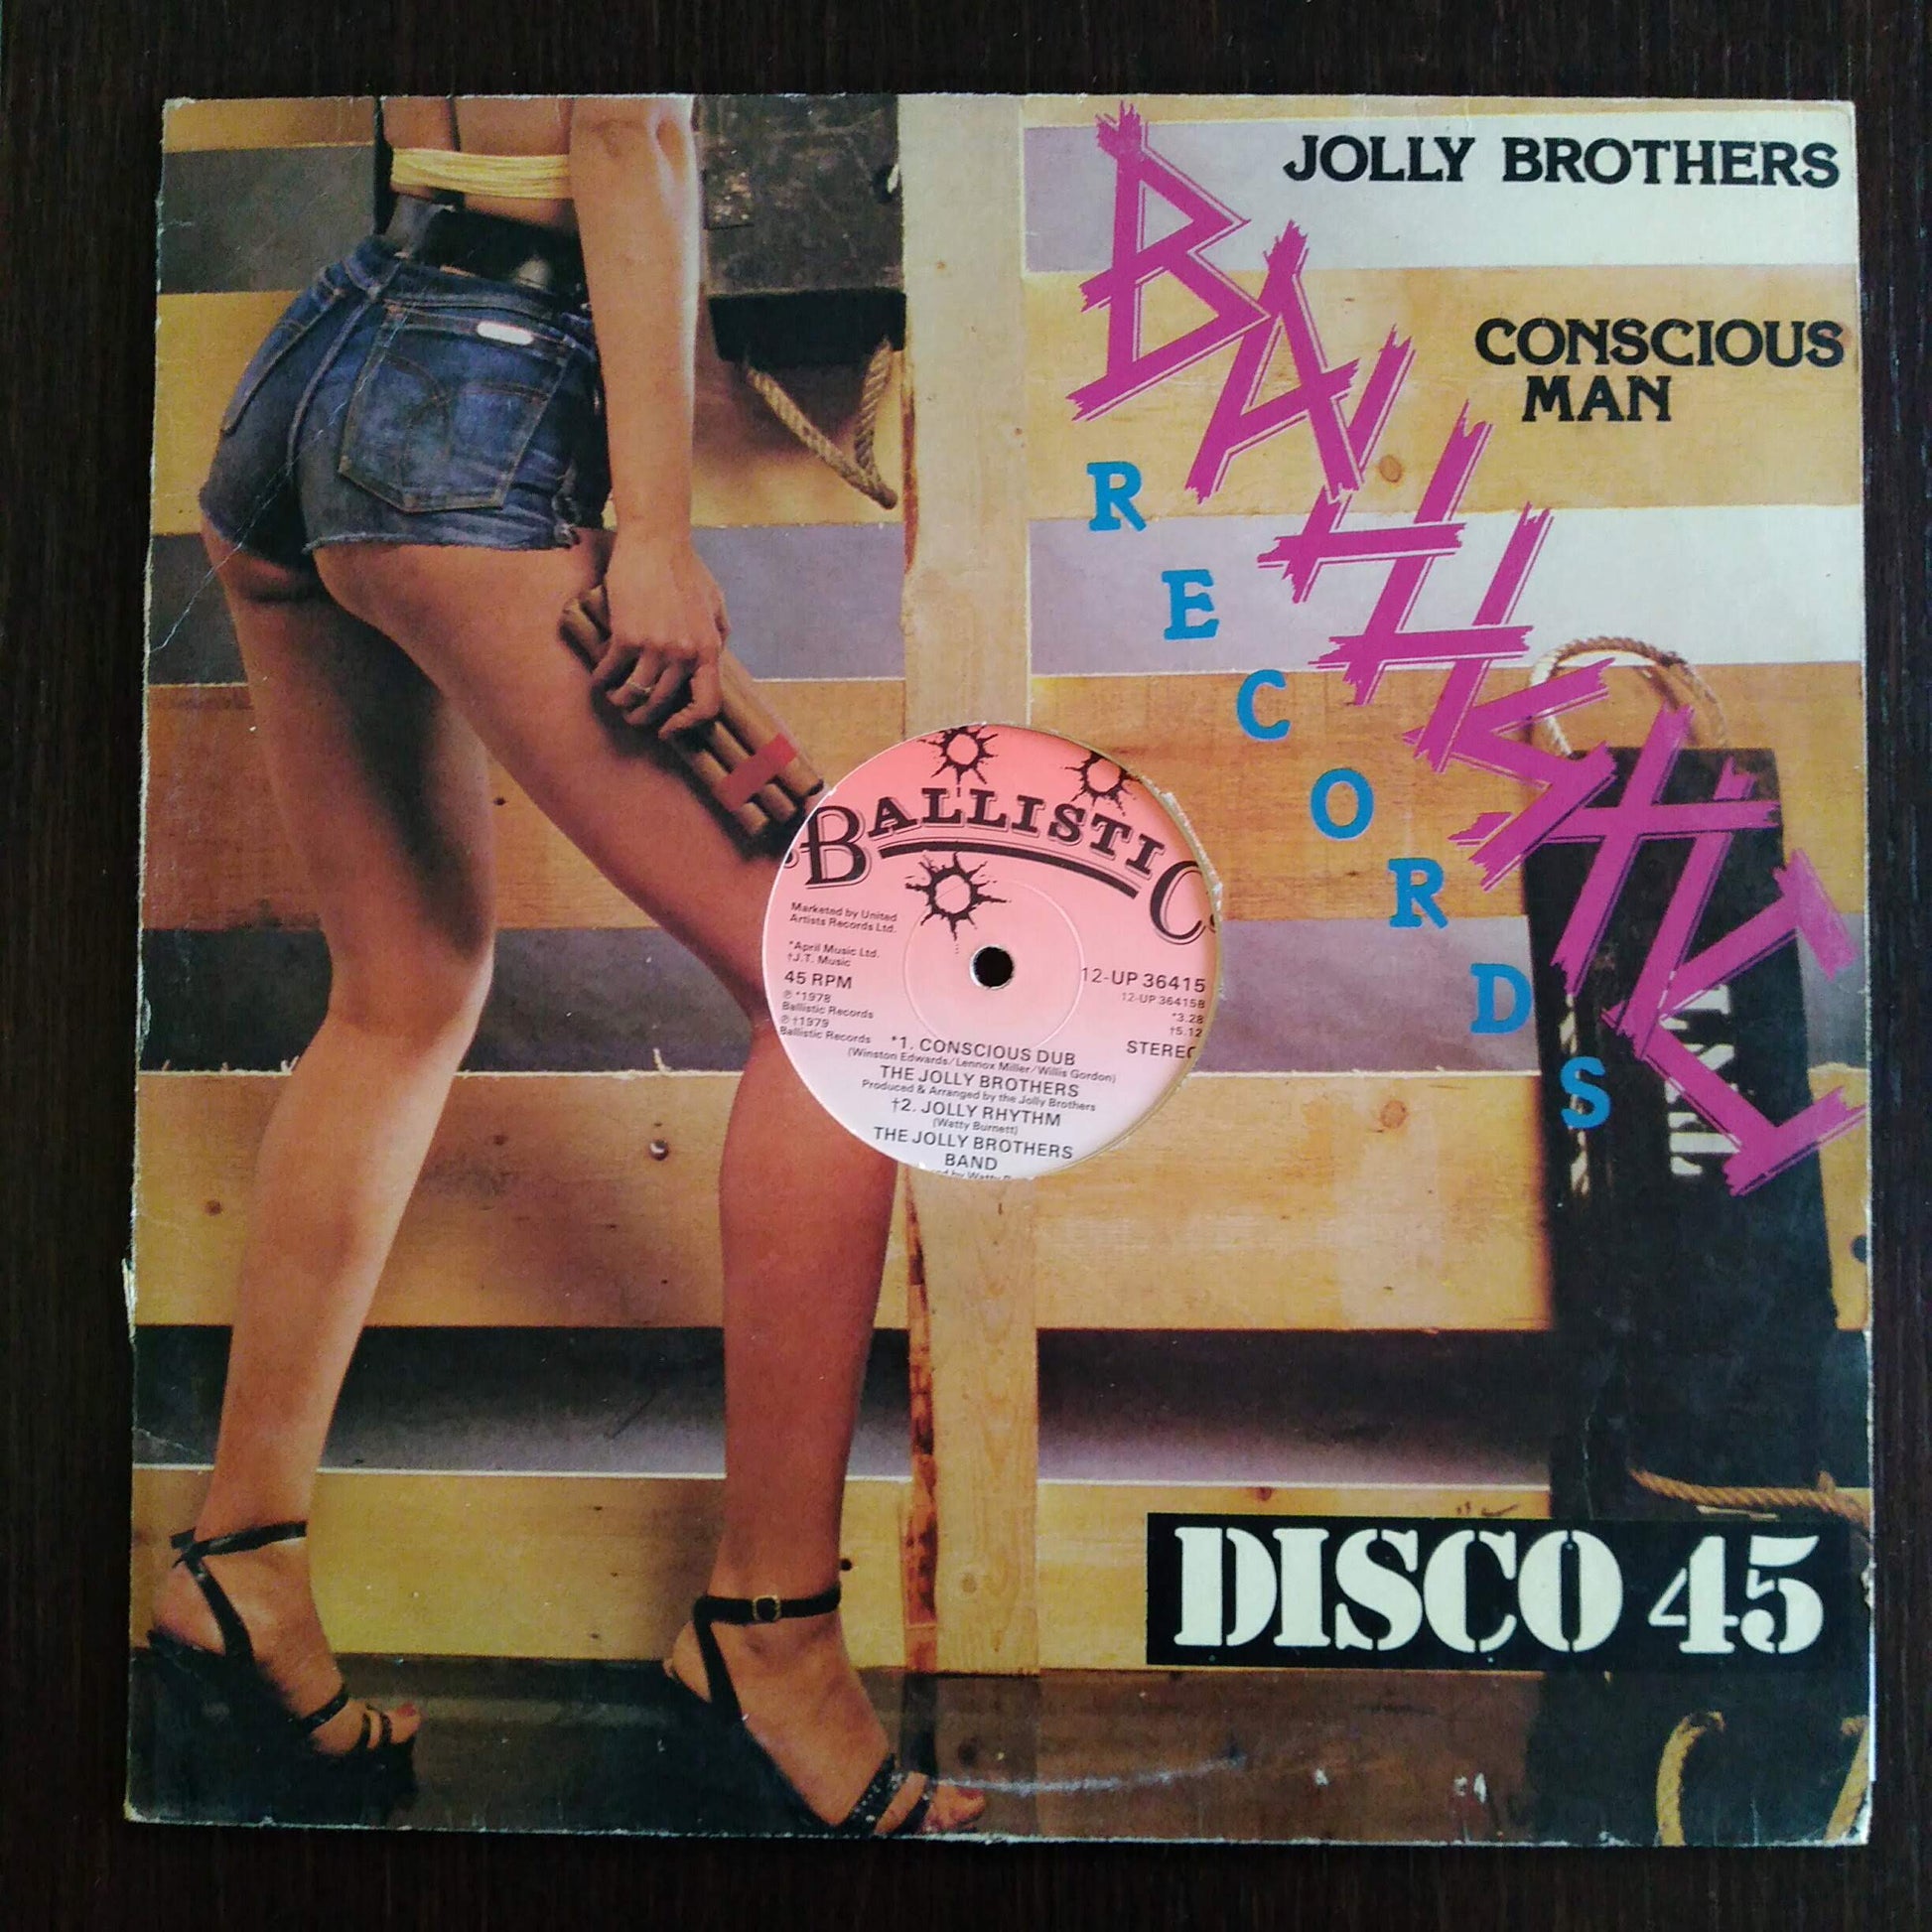 JOLLY BROTHERS
BALLISTIC
RECORDS
CONSCIOUS
MAN
BALLISTIC
Marketed by United
Artists Records Ltd.
*April Music Ltd.
†J.T. Music
45 RPM
℗ *1978
Ballistic Records
℗ †1979
Ballistic Records
12-UP 36415
12-UP 36415B
*3.28
†5.12
STEREO
*1. CONSCIOUS DUB
(Winston Edwards/Lennox Miller/Willis Gordon)
THE JOLLY BROTHERS
Produced & Arranged by the Jolly Brothers
†2. JOLLY RHYTHM
(Watty Burnett)
THE JOLLY BROTHERS
BAND
by Watty
DISCO 45